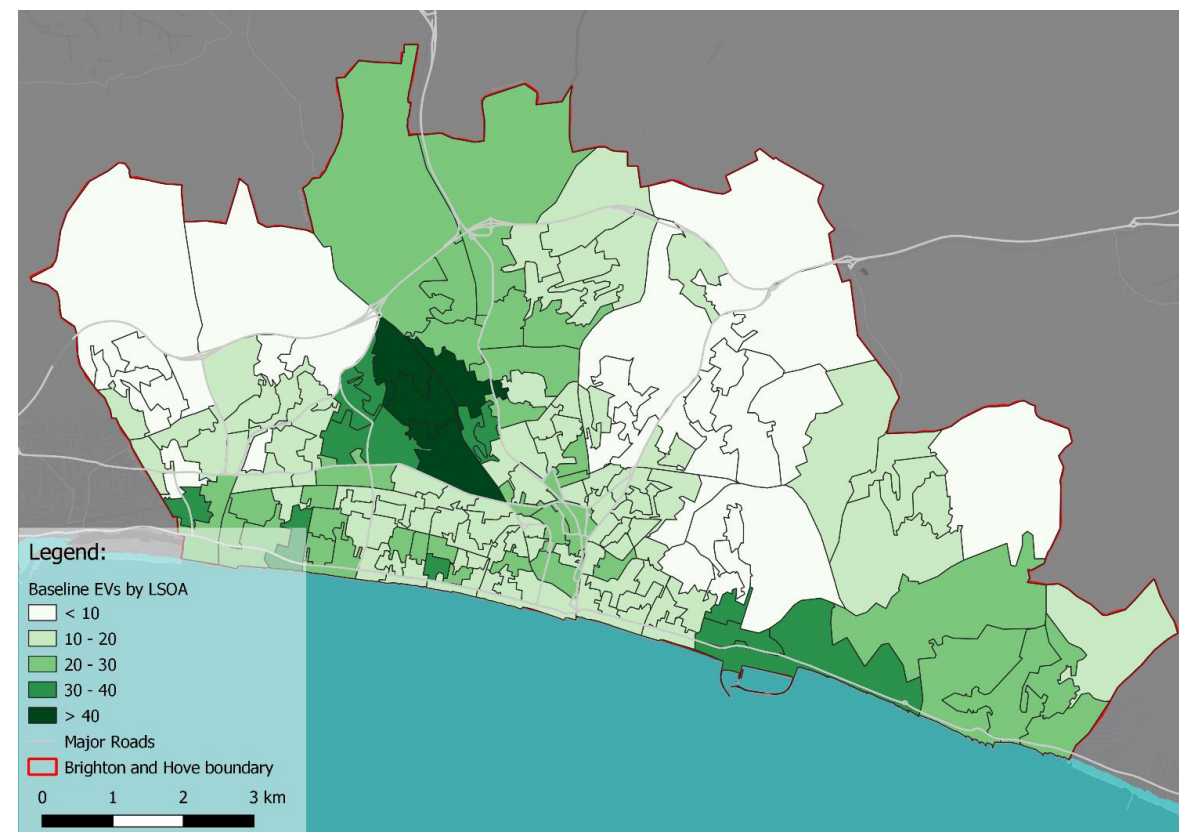 Legend:
Baseline EVs by LSOA
< 10
10 - 20
20 - 30
30 - 40
> 40
Major Roads
Brighton and Hove boundary
0 1 2 3 km